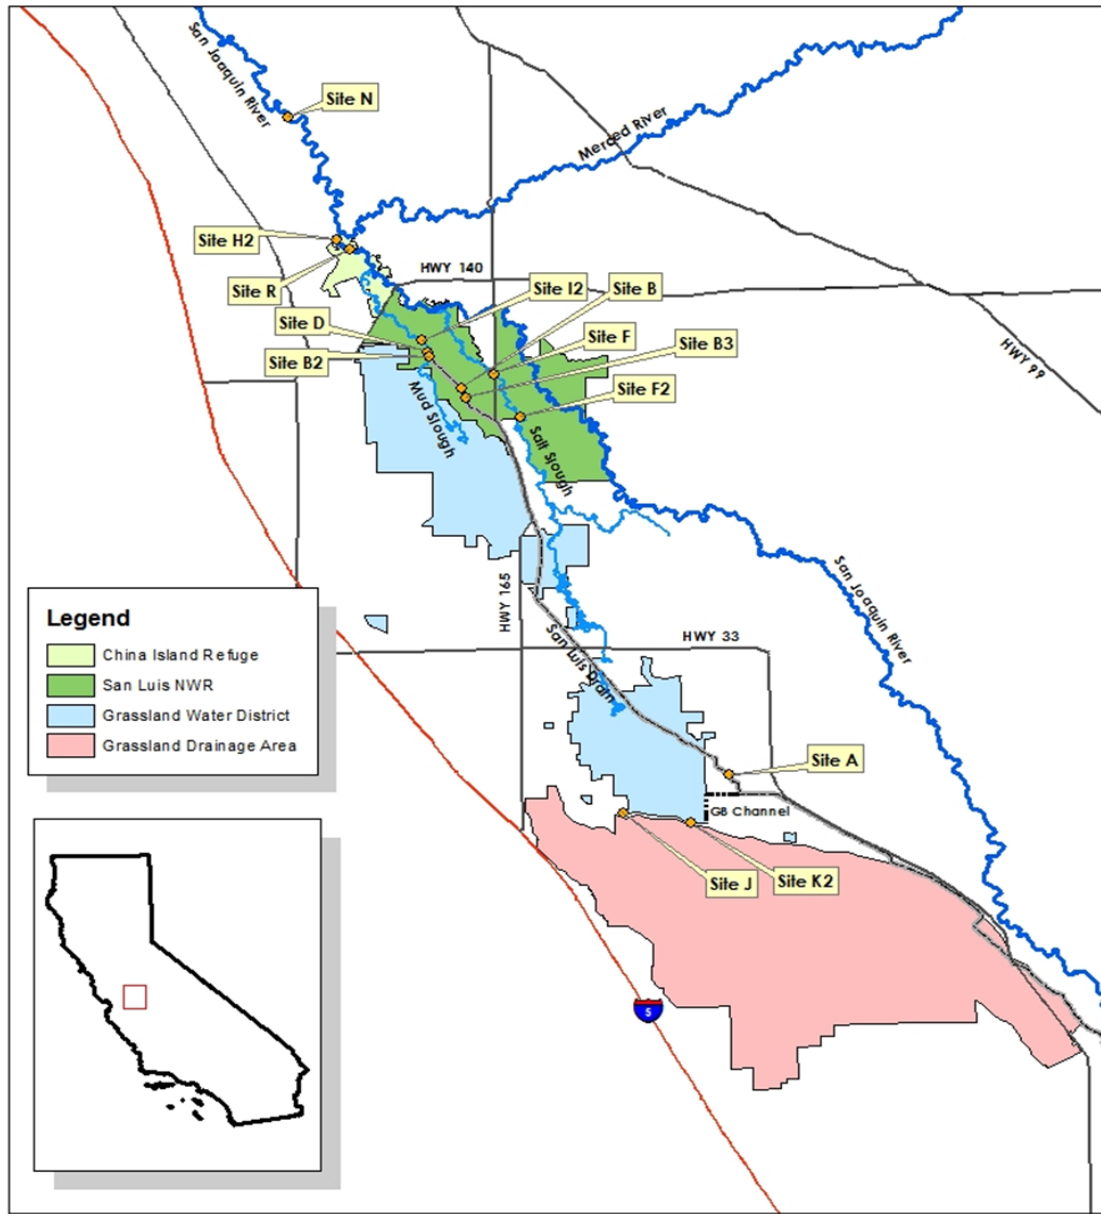 San Joaquin River
Site N
Merced River
Site H2
HWY 140
Site R
Site I2
Site B
Site D
Site F
Site B3
Site B2
HWY 99
Site F2
Mud Slough
Salt Slough
San Joaquin River
HWY 165
HWY 33
San Luis Drain
Legend
China Island Refuge
San Luis NWR
Grassland Water District
Grassland Drainage Area
Site A
GB Channel
Site J
Site K2
5